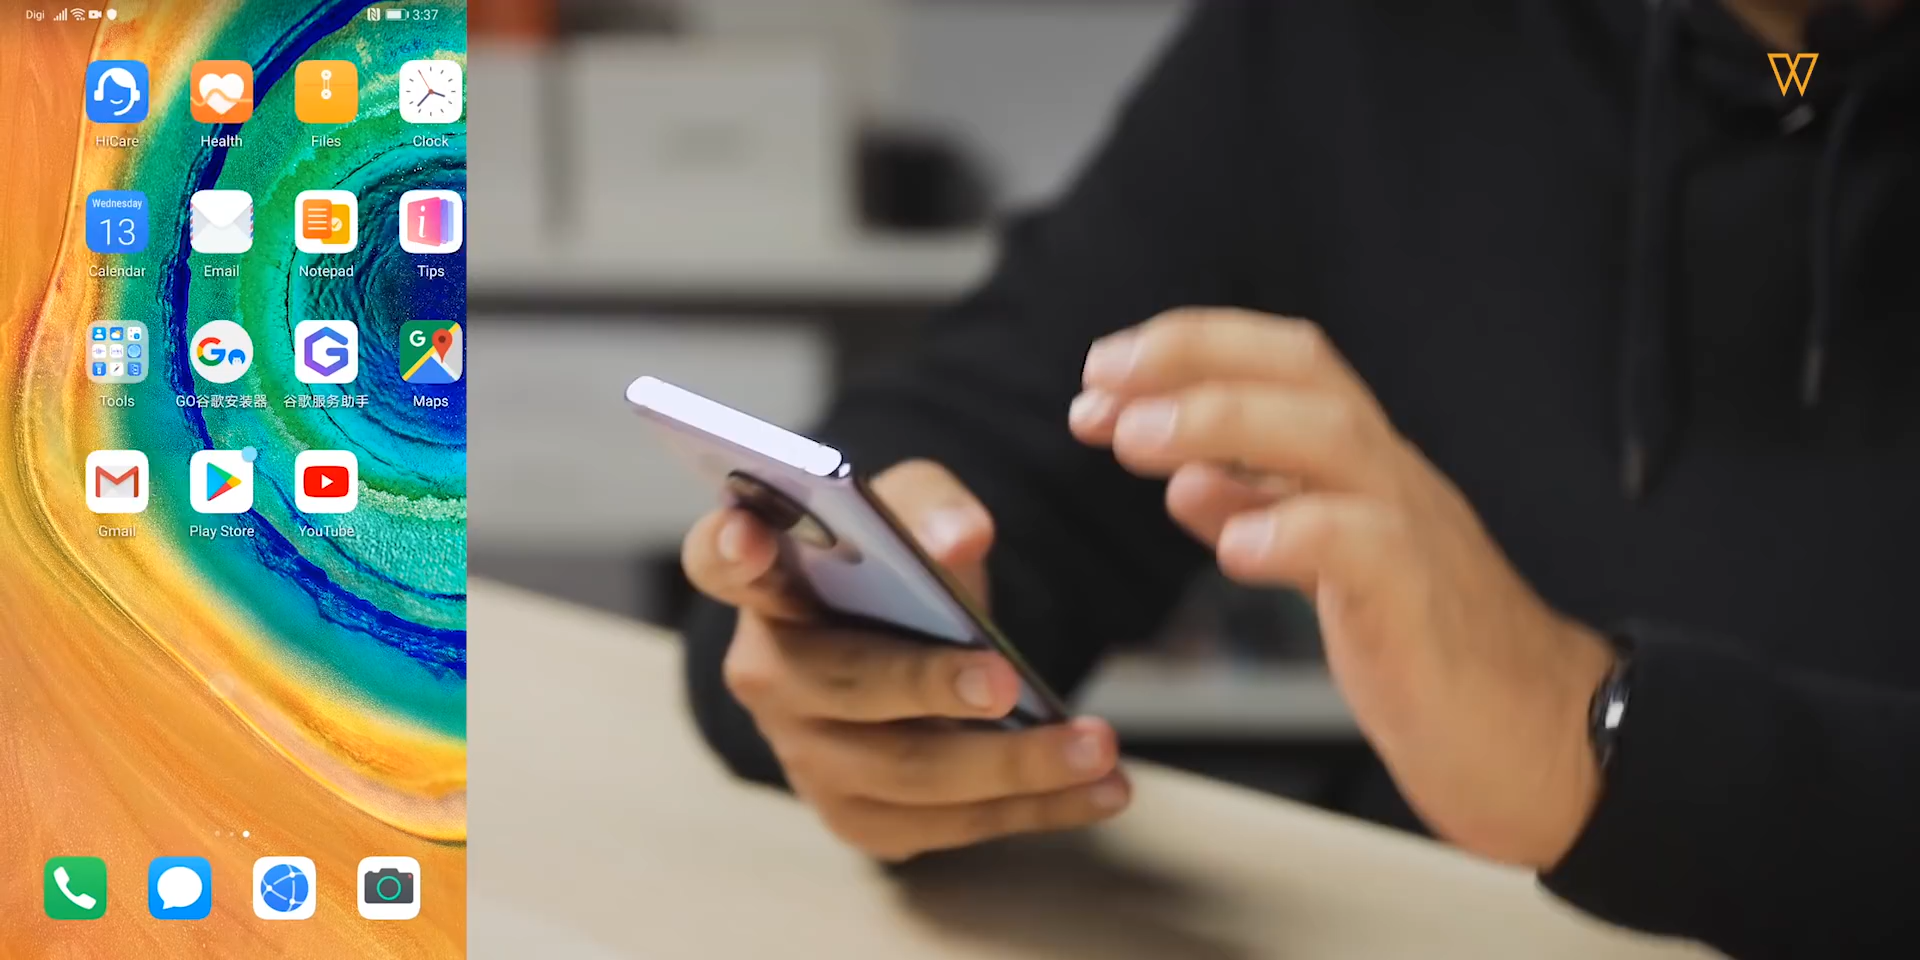 Digi 3:37
HiCare Health Files Clock
Wednesday
13
Calendar Email Notepad Tips
Tools GO谷歌安装器 谷歌服务助手 Maps
Gmail Play Store YouTube
W